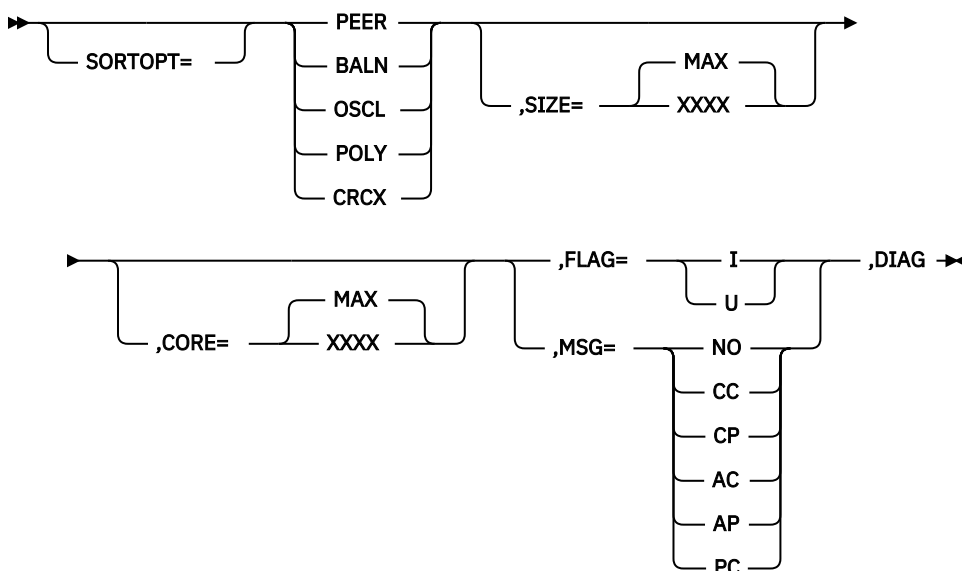 PEER
SORTOPT=
BALN
OSCL
POLY
CRCX
MAX
,SIZE=
XXXX
,FLAG=
I
,DIAG
U
MAX
,CORE=
XXXX
,MSG=
NO
CC
CP
AC
AP
PC